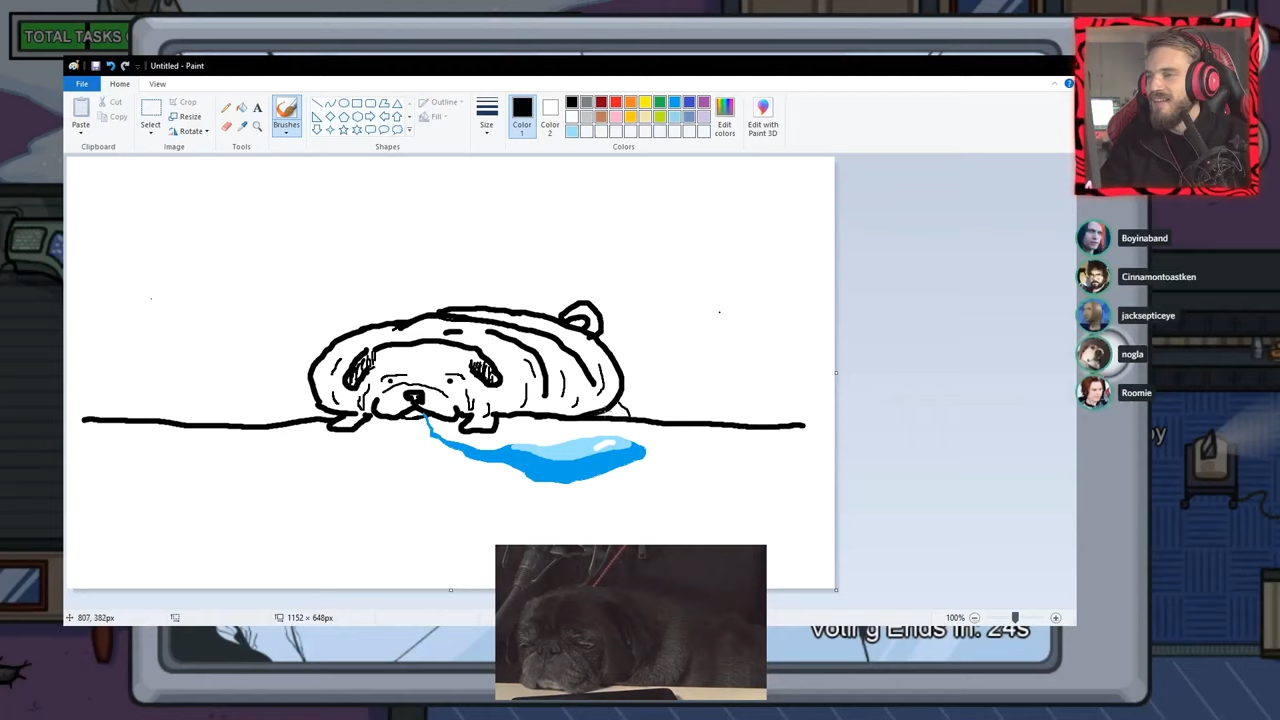 TOTAL TASKS
Untitled - Paint
File Home View
Paste
Cut
Copy
Clipboard
Select
Crop
Resize
Rotate
Image
A
Tools
Brushes
Outline
Fill
Shapes
Size
Color
1
Color
2
Edit
colors
Colors
Edit with
Paint 3D
Boyinaband
Cinnamontoastken
jacksepticeye
nogla
Roomie
807, 382px
1152 × 648px
100%
Voting Ends In: 24s